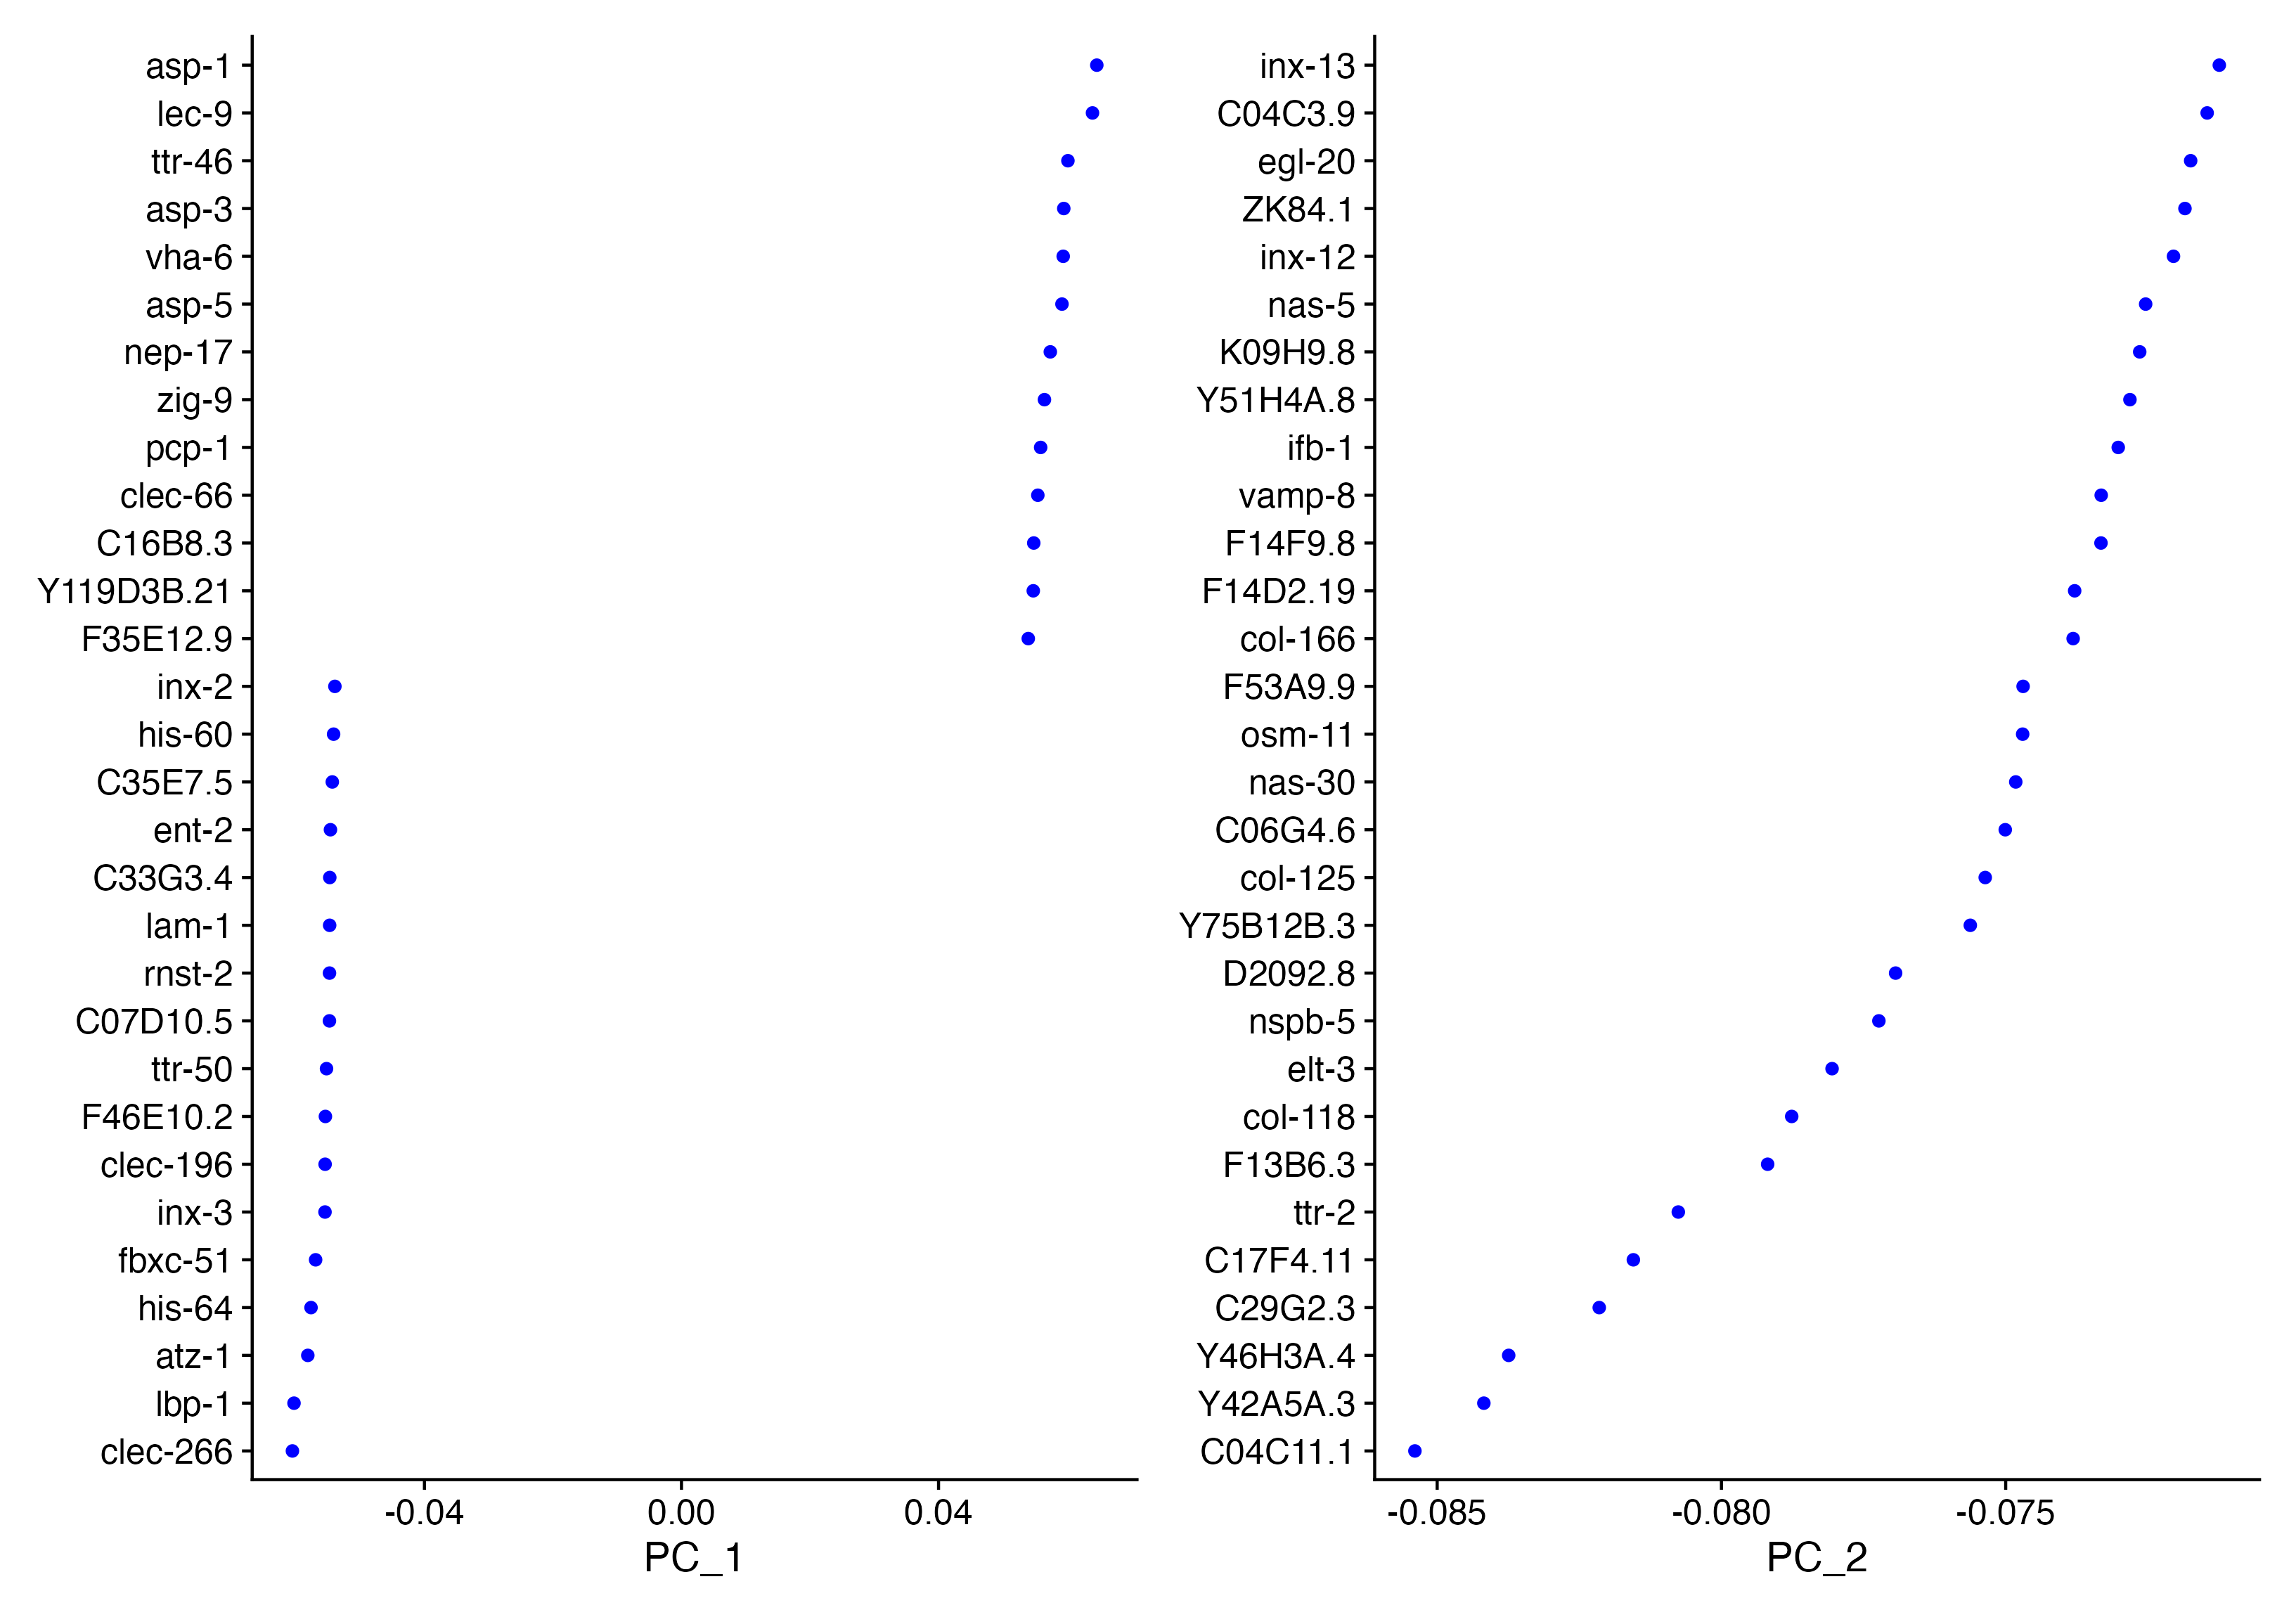 asp-1
lec-9
ttr-46
asp-3
vha-6
asp-5
nep-17
zig-9
pcp-1
clec-66
C16B8.3
Y119D3B.21
F35E12.9
inx-2
his-60
C35E7.5
ent-2
C33G3.4
lam-1
rnst-2
C07D10.5
ttr-50
F46E10.2
clec-196
inx-3
fbxc-51
his-64
atz-1
lbp-1
clec-266
-0.04 0.00 0.04
PC_1
inx-13
C04C3.9
egl-20
ZK84.1
inx-12
nas-5
K09H9.8
Y51H4A.8
ifb-1
vamp-8
F14F9.8
F14D2.19
col-166
F53A9.9
osm-11
nas-30
C06G4.6
col-125
Y75B12B.3
D2092.8
nspb-5
elt-3
col-118
F13B6.3
ttr-2
C17F4.11
C29G2.3
Y46H3A.4
Y42A5A.3
C04C11.1
-0.085 -0.080 -0.075
PC_2